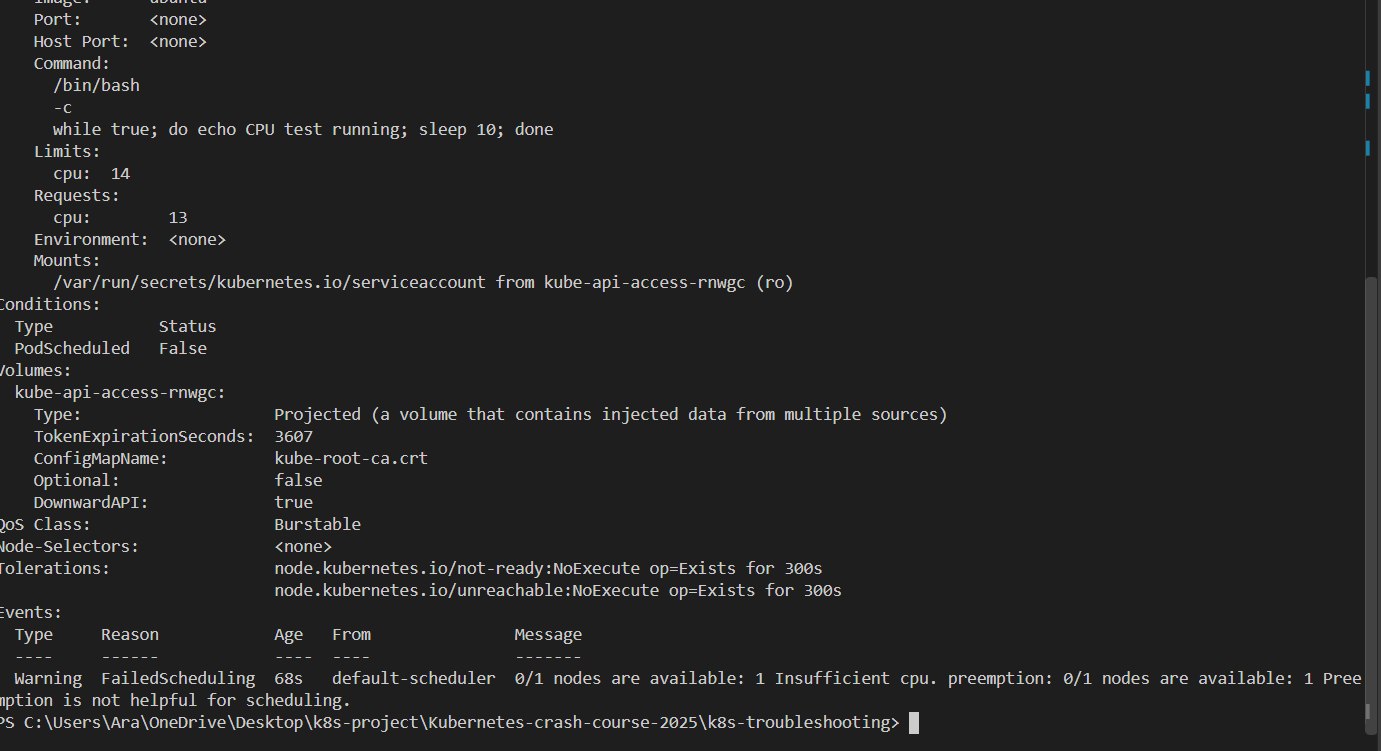 Image: ubuntu
Port: <none>
Host Port: <none>
Command:
/bin/bash
-c
while true; do echo CPU test running; sleep 10; done
Limits:
cpu: 14
Requests:
cpu: 13
Environment: <none>
Mounts:
/var/run/secrets/kubernetes.io/serviceaccount from kube-api-access-rnwgc (ro)
Conditions:
Type Status
PodScheduled False
Volumes:
kube-api-access-rnwgc:
Type: Projected (a volume that contains injected data from multiple sources)
TokenExpirationSeconds: 3607
ConfigMapName: kube-root-ca.crt
Optional: false
DownwardAPI: true
QoS Class: Burstable
Node-Selectors: <none>
Tolerations: node.kubernetes.io/not-ready:NoExecute op=Exists for 300s
node.kubernetes.io/unreachable:NoExecute op=Exists for 300s
Events:
Type Reason Age From Message
---- ------ ---- ---- -------
Warning FailedScheduling 68s default-scheduler 0/1 nodes are available: 1 Insufficient cpu. preemption: 0/1 nodes are available: 1 Pree
mption is not helpful for scheduling.
PS C:\Users\Ara\OneDrive\Desktop\k8s-project\Kubernetes-crash-course-2025\k8s-troubleshooting>